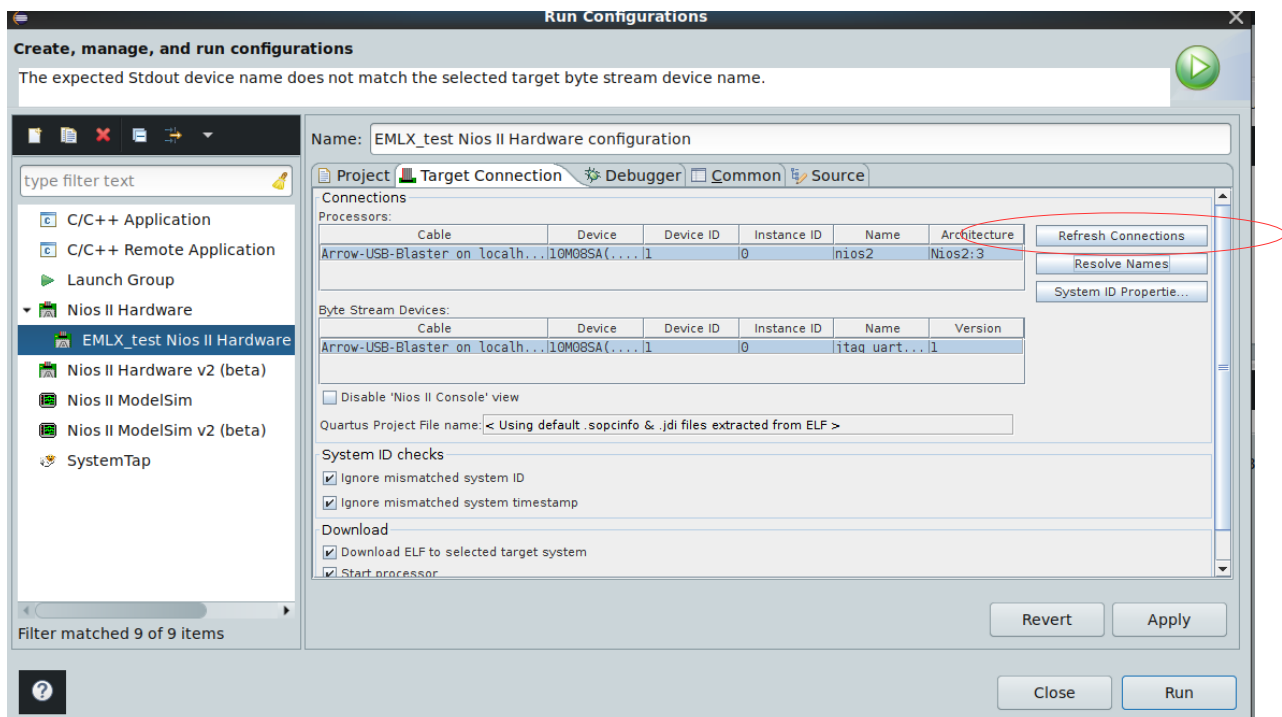 Run Configurations
Create, manage, and run configurations
The expected Stdout device name does not match the selected target byte stream device name.
Name: EMLX_test Nios II Hardware configuration
type filter text
C/C++ Application
C/C++ Remote Application
Launch Group
Nios II Hardware
EMLX_test Nios II Hardware
Nios II Hardware v2 (beta)
Nios II ModelSim
Nios II ModelSim v2 (beta)
SystemTap
Filter matched 9 of 9 items
Project Target Connection Debugger Common Source
Connections
Processors:
Cable Device Device ID Instance ID Name Architecture
Arrow-USB-Blaster on localh... 10M08SA(.... 1 0 nios2 Nios2:3
Refresh Connections
Resolve Names
System ID Propertie...
Byte Stream Devices:
Cable Device Device ID Instance ID Name Version
Arrow-USB-Blaster on localh... 10M08SA(.... 1 0 jtag_uart... 1
Disable 'Nios II Console' view
Quartus Project File name: < Using default .sopcinfo & .jdi files extracted from ELF >
System ID checks
Ignore mismatched system ID
Ignore mismatched system timestamp
Download
Download ELF to selected target system
Start processor
Revert Apply
Close Run